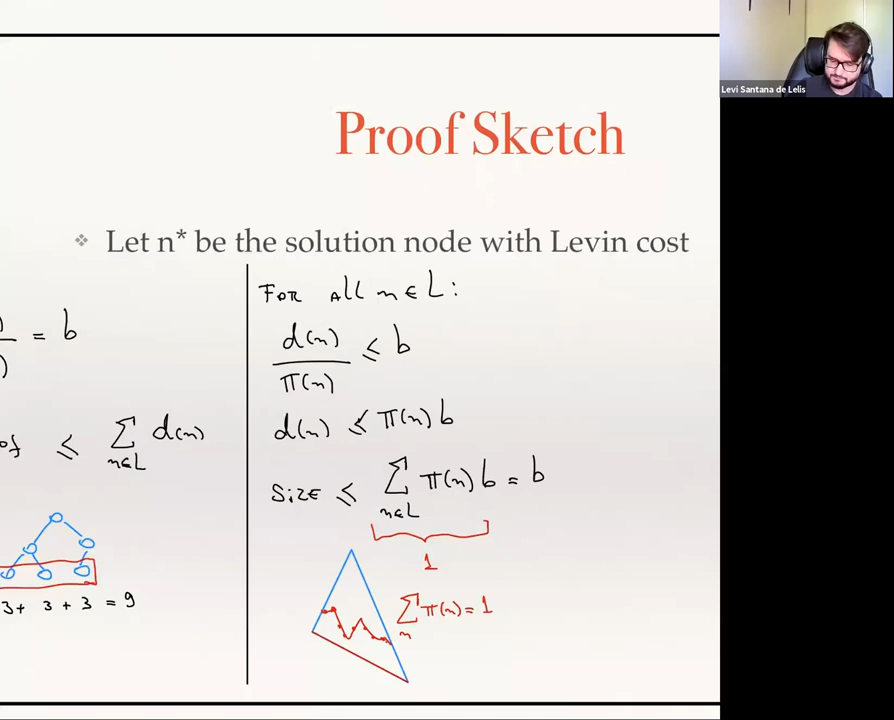 Levi Santana de Lelis
Proof Sketch
❖ Let n* be the solution node with Levin cost
= b
of ≤ Σ d(n)
n∈L
3+ 3 + 3 = 9
FOR All n ∈ L:
d(n)
≤ b
π(n)
d(n) ≤ π(n) b
SizE ≤ Σ π(n) b = b
n∈L
1
Σ π(n) = 1
n